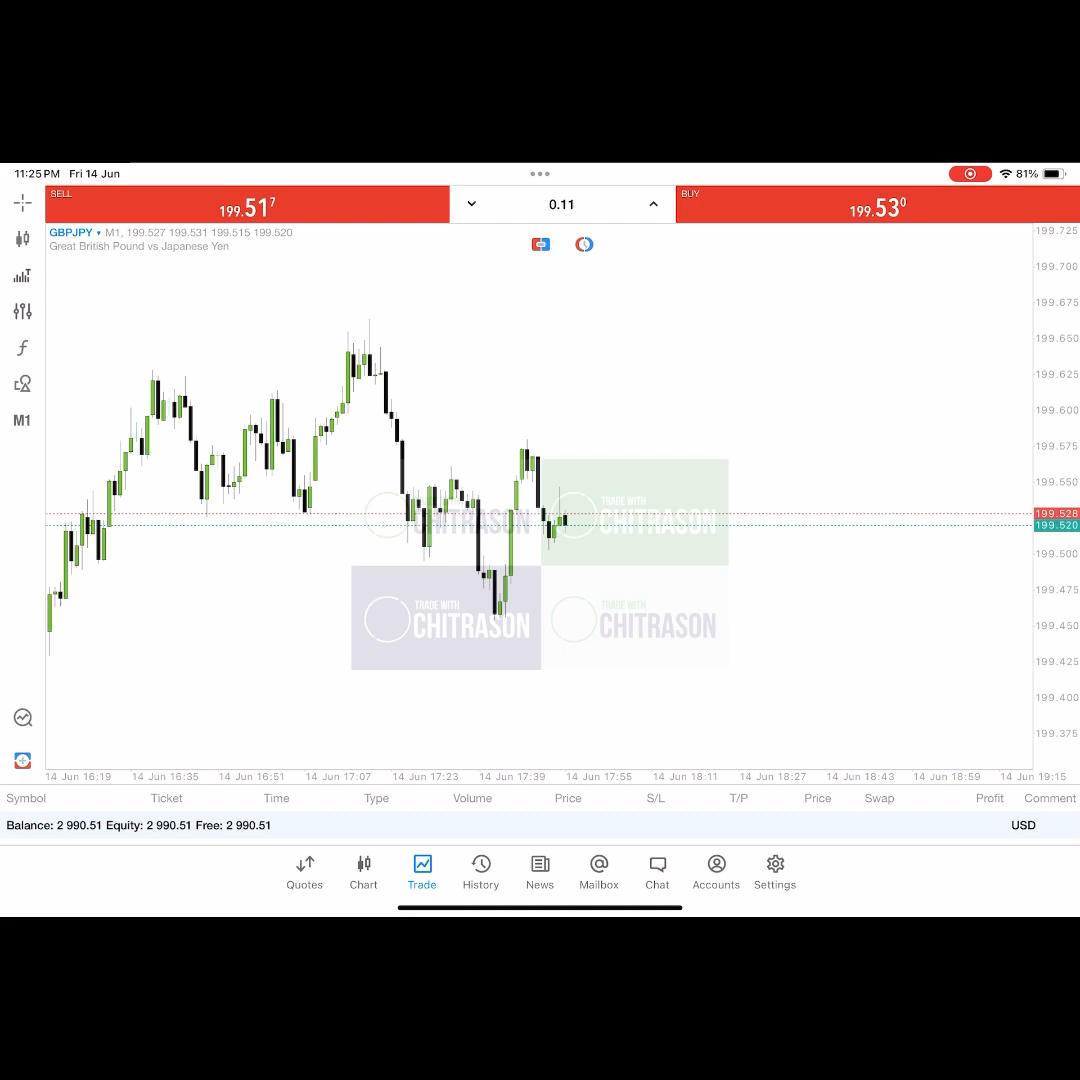 11:25 PM Fri 14 Jun
81%
SELL
199.51⁷
0.11
BUY
199.53⁰
GBPJPY ▾ M1, 199.527 199.531 199.515 199.520
Great British Pound vs Japanese Yen
M1
199.725
199.700
199.675
199.650
199.625
199.600
199.575
199.550
199.528
199.520
199.500
199.475
199.450
199.425
199.400
199.375
CHITRASON
TRADE WITH
CHITRASON
TRADE WITH
CHITRASON
TRADE WITH
CHITRASON
14 Jun 16:19 14 Jun 16:35 14 Jun 16:51 14 Jun 17:07 14 Jun 17:23 14 Jun 17:39 14 Jun 17:55 14 Jun 18:11 14 Jun 18:27 14 Jun 18:43 14 Jun 18:59 14 Jun 19:15
Symbol Ticket Time Type Volume Price S/L T/P Price Swap Profit Comment
Balance: 2 990.51 Equity: 2 990.51 Free: 2 990.51 USD
Quotes Chart Trade History News Mailbox Chat Accounts Settings